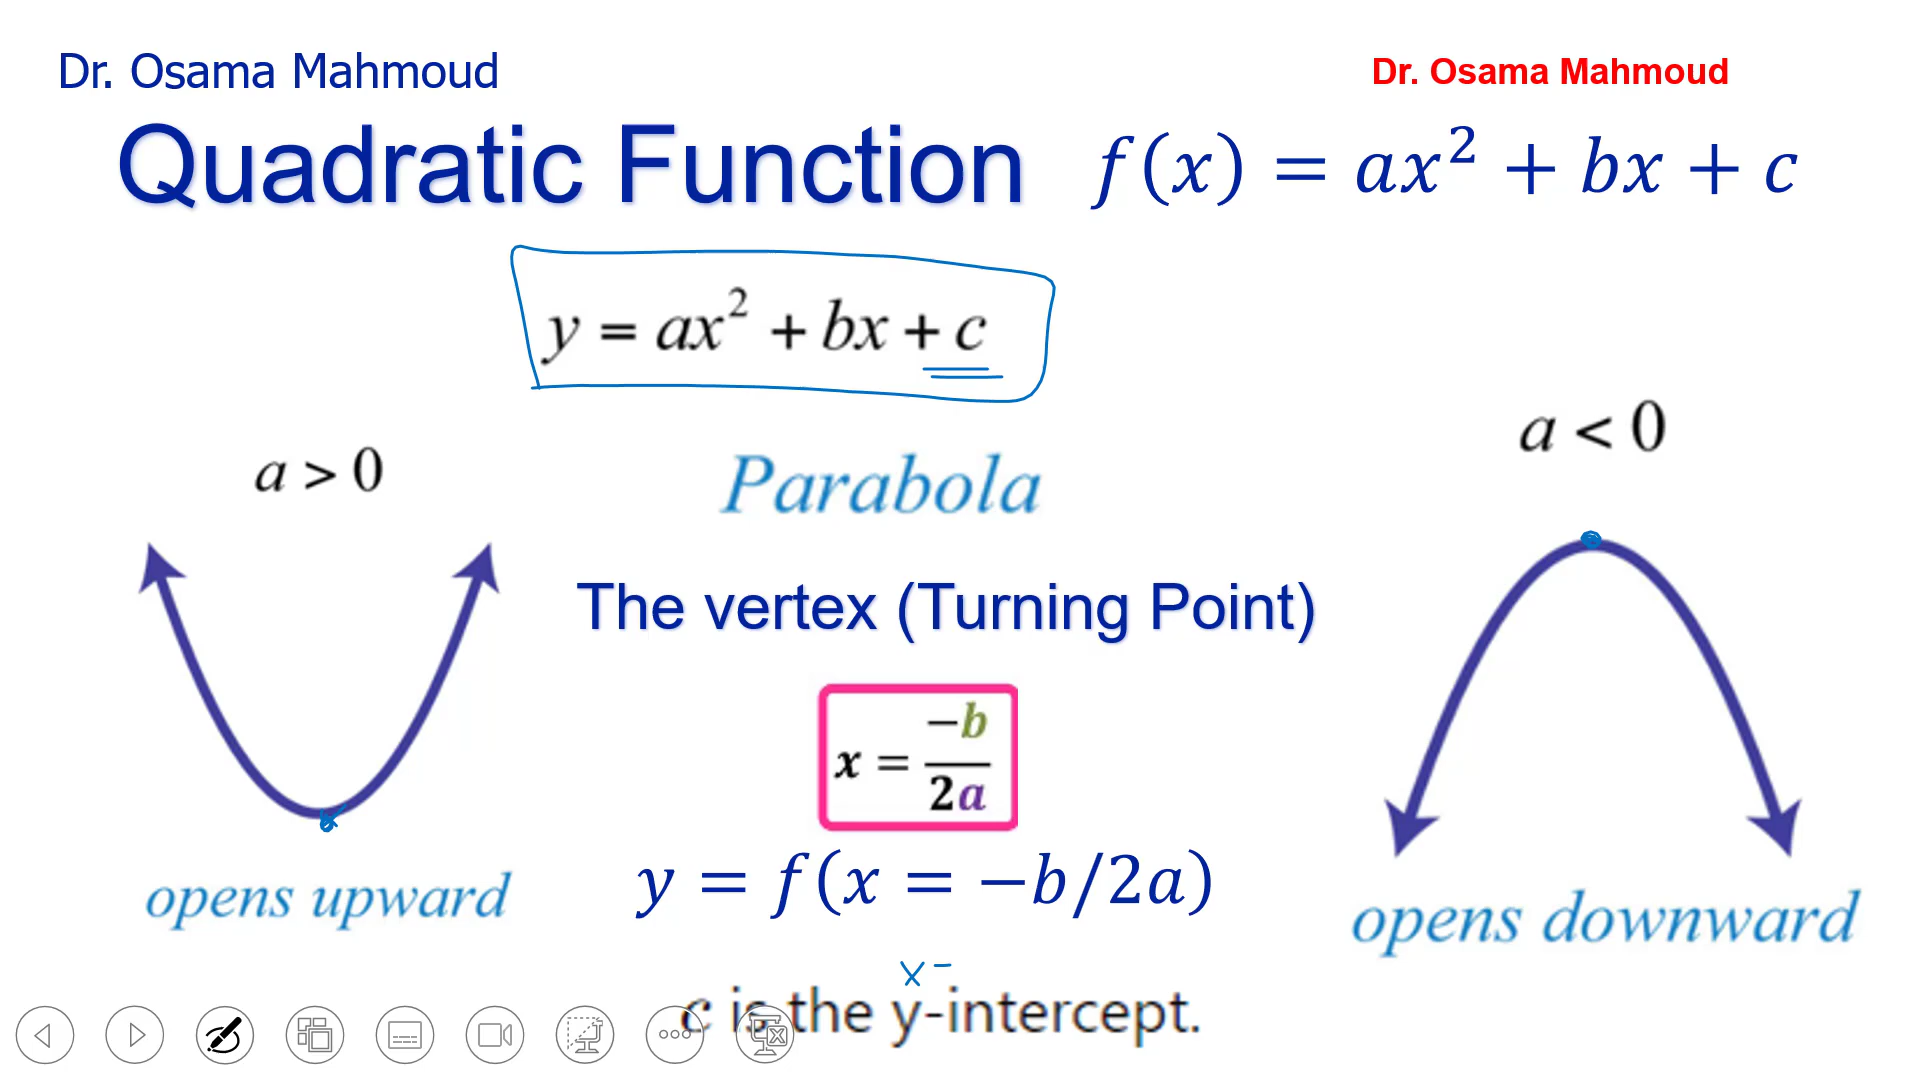 Dr. Osama Mahmoud
Dr. Osama Mahmoud
Quadratic Function
f(x) = ax² + bx + c
y = ax² + bx + c
a > 0
a < 0
Parabola
The vertex (Turning Point)
x = -b/2a
y = f(x = −b/2a)
opens upward
opens downward
x -
c is the y-intercept.